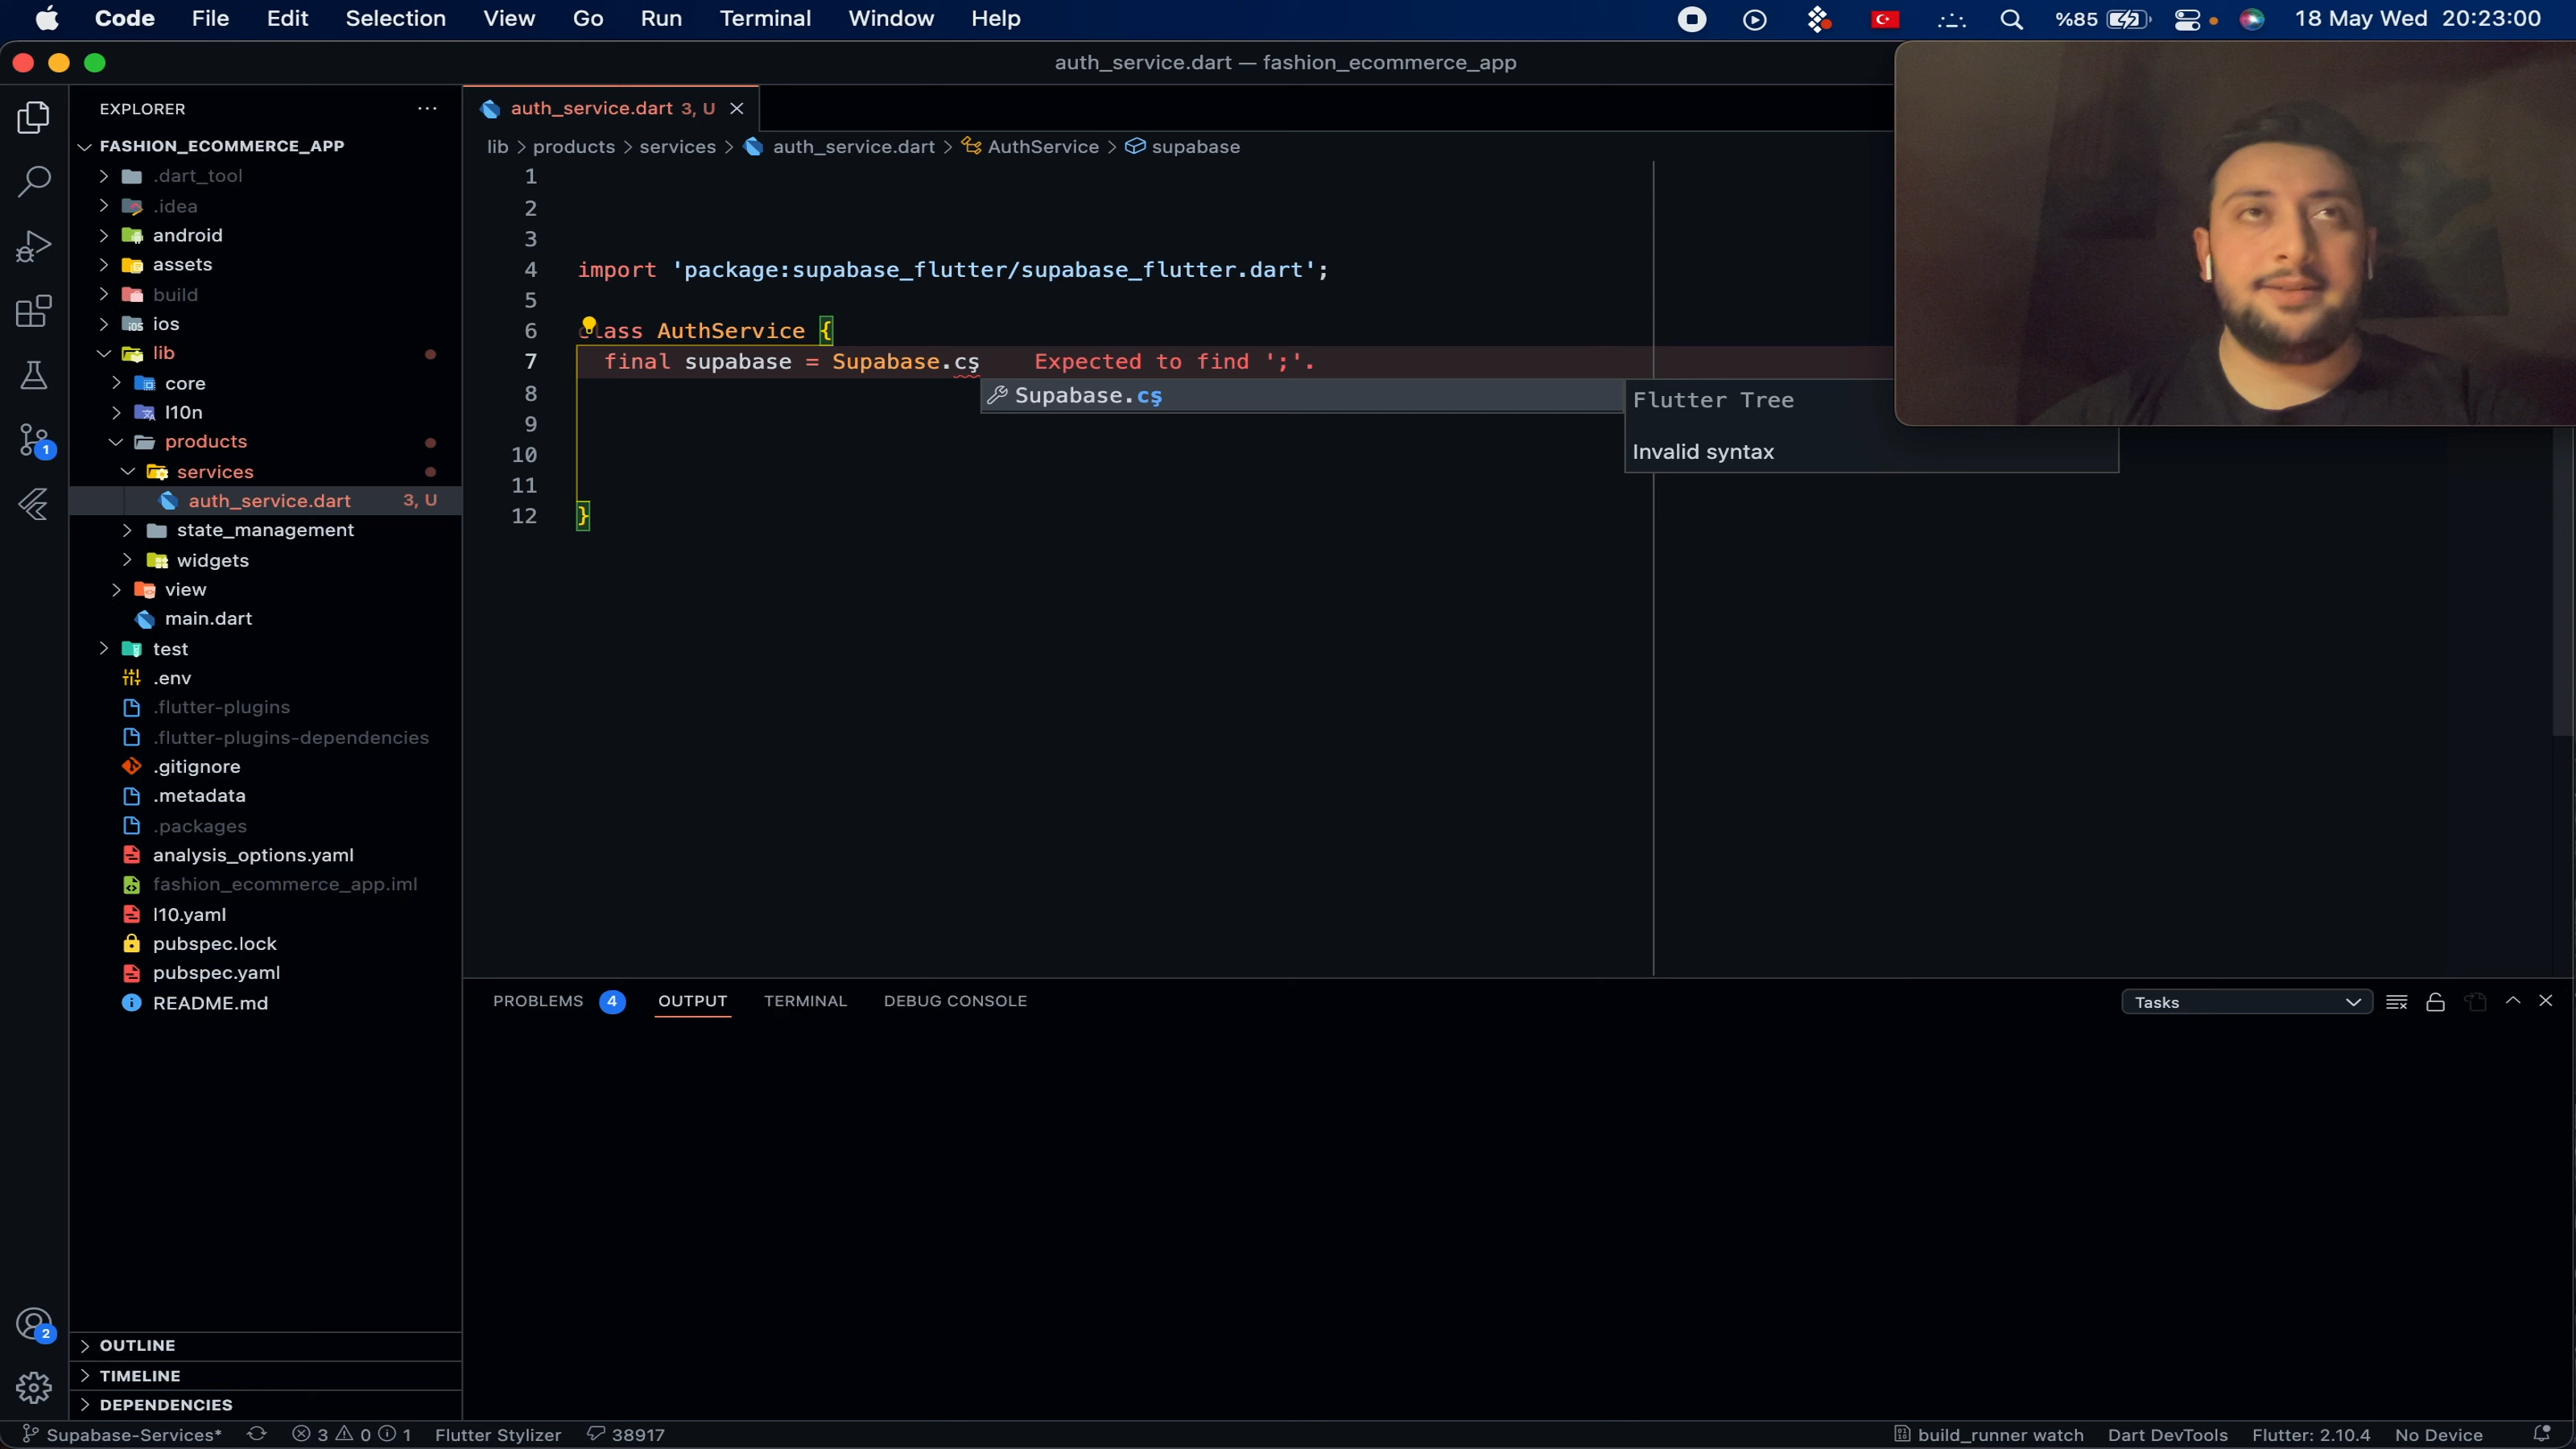 Code File Edit Selection View Go Run Terminal Window Help %85 18 May Wed 20:23:00
auth_service.dart — fashion_ecommerce_app
EXPLORER ···
auth_service.dart 3, U
FASHION_ECOMMERCE_APP
lib > products > services > auth_service.dart > AuthService > supabase
.dart_tool
.idea
android
assets
build
ios
lib
core
l10n
products
services
auth_service.dart 3, U
state_management
widgets
view
main.dart
test
.env
.flutter-plugins
.flutter-plugins-dependencies
.gitignore
.metadata
.packages
analysis_options.yaml
fashion_ecommerce_app.iml
l10.yaml
pubspec.lock
pubspec.yaml
README.md
OUTLINE
TIMELINE
DEPENDENCIES
1
2
3
4 import 'package:supabase_flutter/supabase_flutter.dart';
5
6 class AuthService {
7 final supabase = Supabase.cş Expected to find ';'.
8
9
10
11
12 }
Supabase.cş
Flutter Tree
Invalid syntax
1
2
PROBLEMS 4 OUTPUT TERMINAL DEBUG CONSOLE Tasks
Supabase-Services* 3 0 1 Flutter Stylizer 38917 build_runner watch Dart DevTools Flutter: 2.10.4 No Device